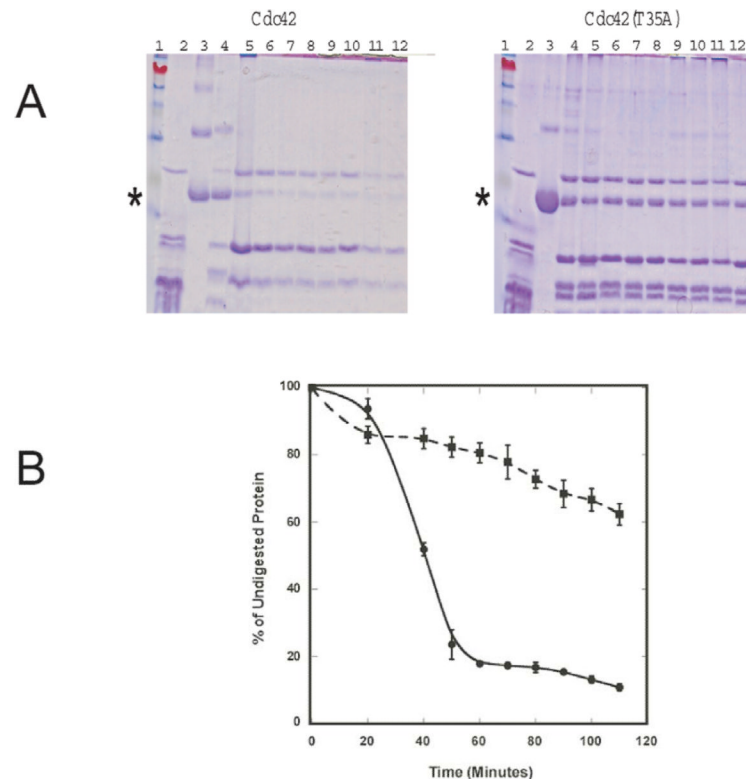 Cdc42
Cdc42(T35A)
1 2 3 4 5 6 7 8 9 10 11 12
1 2 3 4 5 6 7 8 9 10 11 12
A
*
*
B
% of Undigested Protein
100
80
60
40
20
0
0 20 40 60 80 100 120
Time (Minutes)